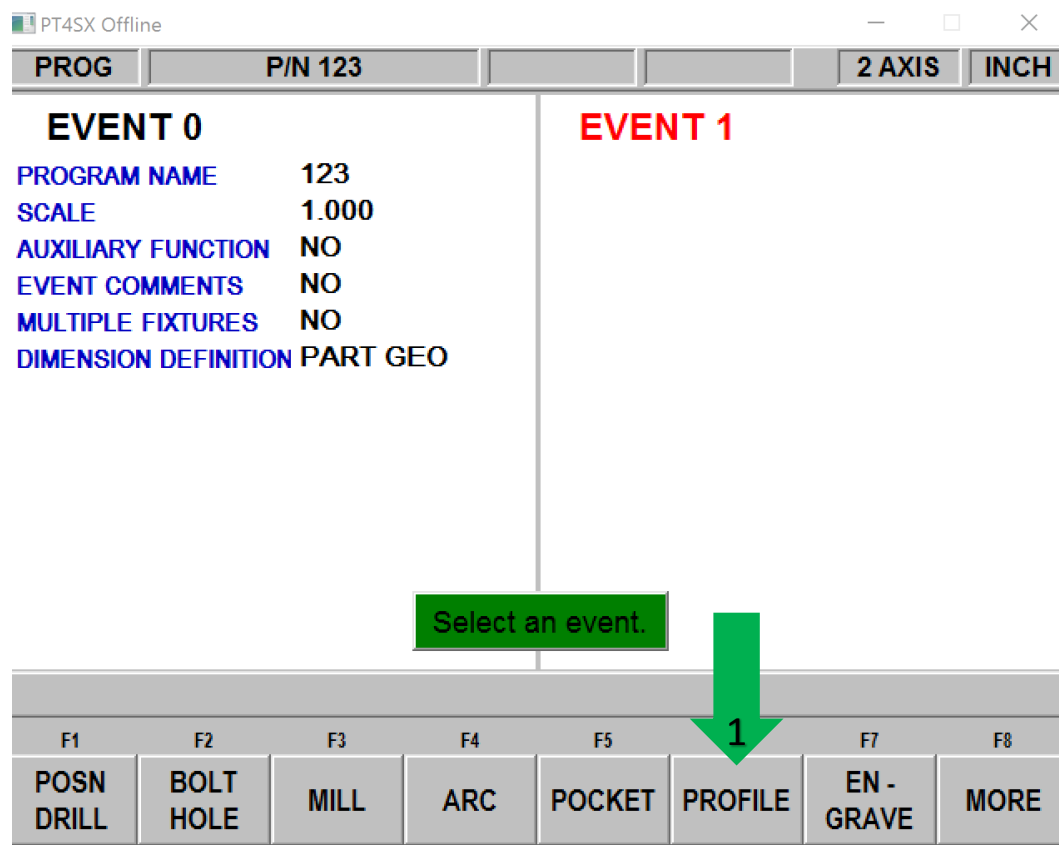 PT4SX Offline
PROG P/N 123 2 AXIS INCH
EVENT 0
EVENT 1
PROGRAM NAME 123
SCALE 1.000
AUXILIARY FUNCTION NO
EVENT COMMENTS NO
MULTIPLE FIXTURES NO
DIMENSION DEFINITION PART GEO
Select an event.
1
F1 F2 F3 F4 F5 F7 F8
POSN DRILL
BOLT HOLE
MILL
ARC
POCKET
PROFILE
EN - GRAVE
MORE